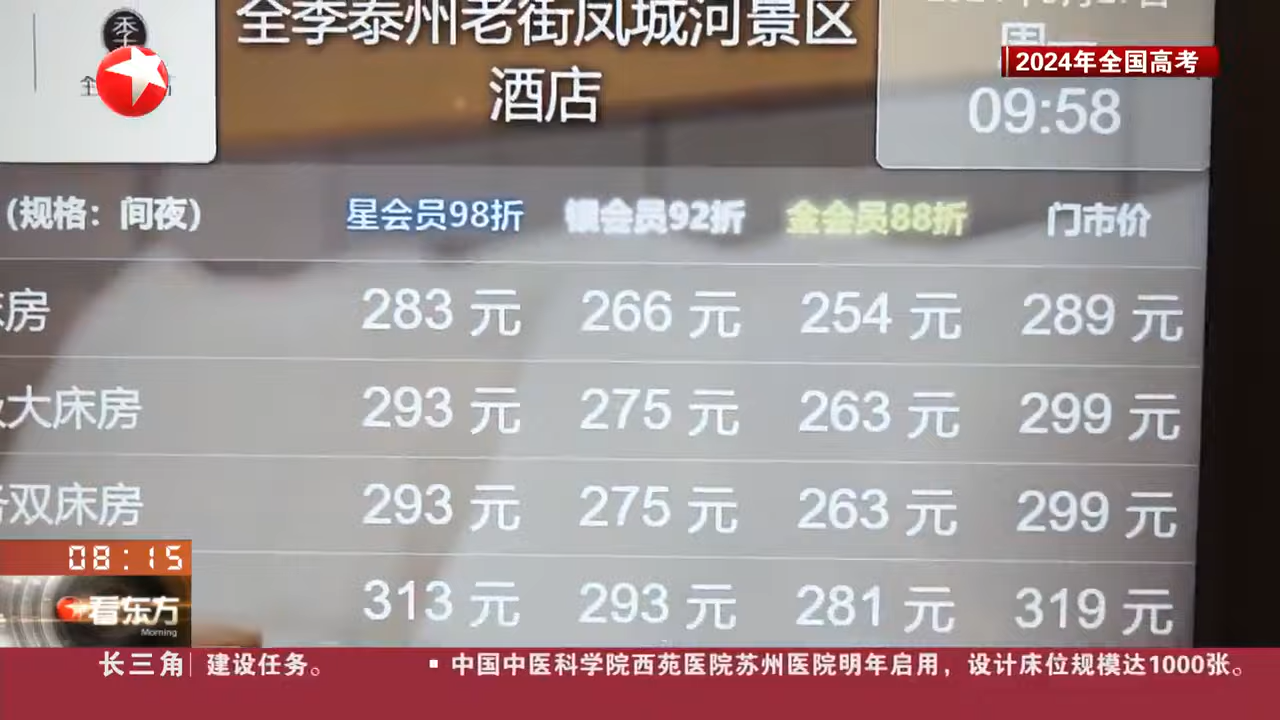 季
全季泰州老街凤城河景区
酒店
2024年全国高考
09:58
(规格：间夜) 星会员98折 银会员92折 金会员88折 门市价
房 283 元 266 元 254 元 289 元
大床房 293 元 275 元 263 元 299 元
双床房 293 元 275 元 263 元 299 元
313 元 293 元 281 元 319 元
08:15
看东方
Morning
长三角 建设任务。 ▪ 中国中医科学院西苑医院苏州医院明年启用，设计床位规模达1000张。